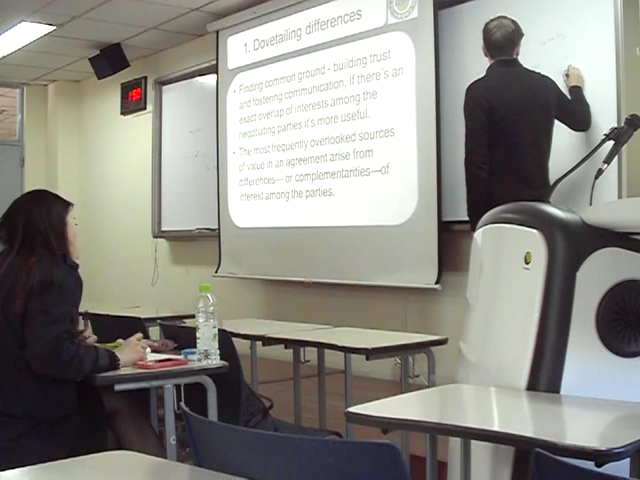 1. Dovetailing differences
• Finding common ground - building trust
and fostering communication. If there's an
exact overlap of interests among the
negotiating parties it's more useful.
• The most frequently overlooked sources
of value in an agreement arise from
differences— or complementarities—of
interest among the parties.
1:50